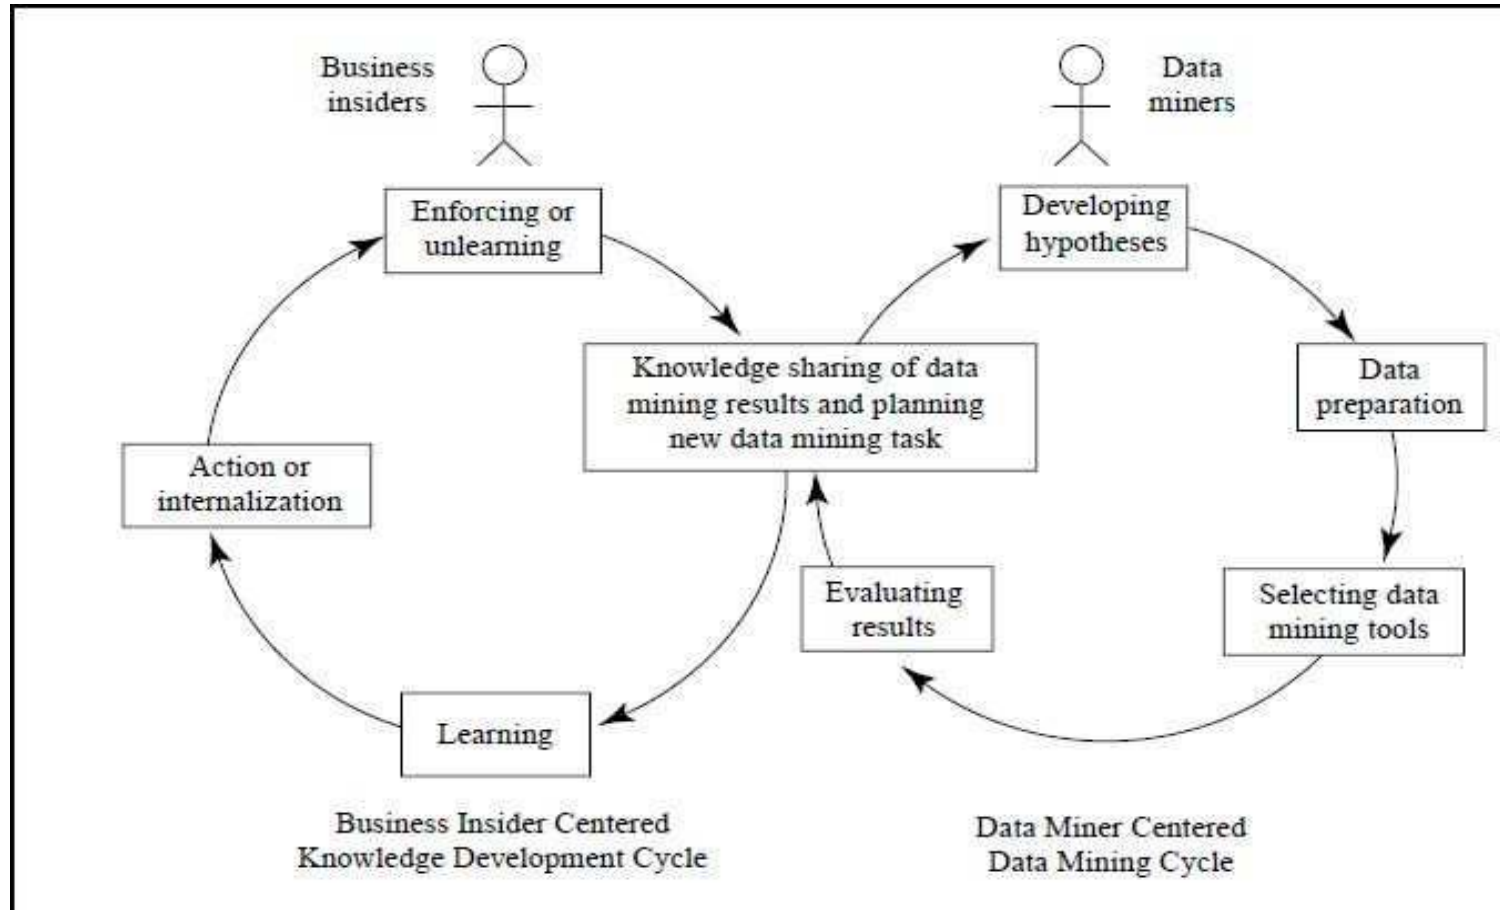 Business
insiders
Data
miners
Enforcing or
unlearning
Developing
hypotheses
Knowledge sharing of data
mining results and planning
new data mining task
Data
preparation
Action or
internalization
Evaluating
results
Selecting data
mining tools
Learning
Business Insider Centered
Knowledge Development Cycle
Data Miner Centered
Data Mining Cycle